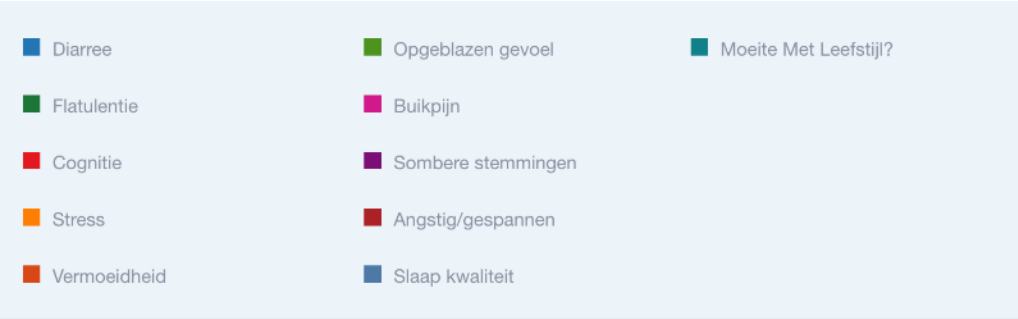 Diarree
Flatulentie
Cognitie
Stress
Vermoeidheid
Opgeblazen gevoel
Buikpijn
Sombere stemmingen
Angstig/gespannen
Slaap kwaliteit
Moeite Met Leefstijl?